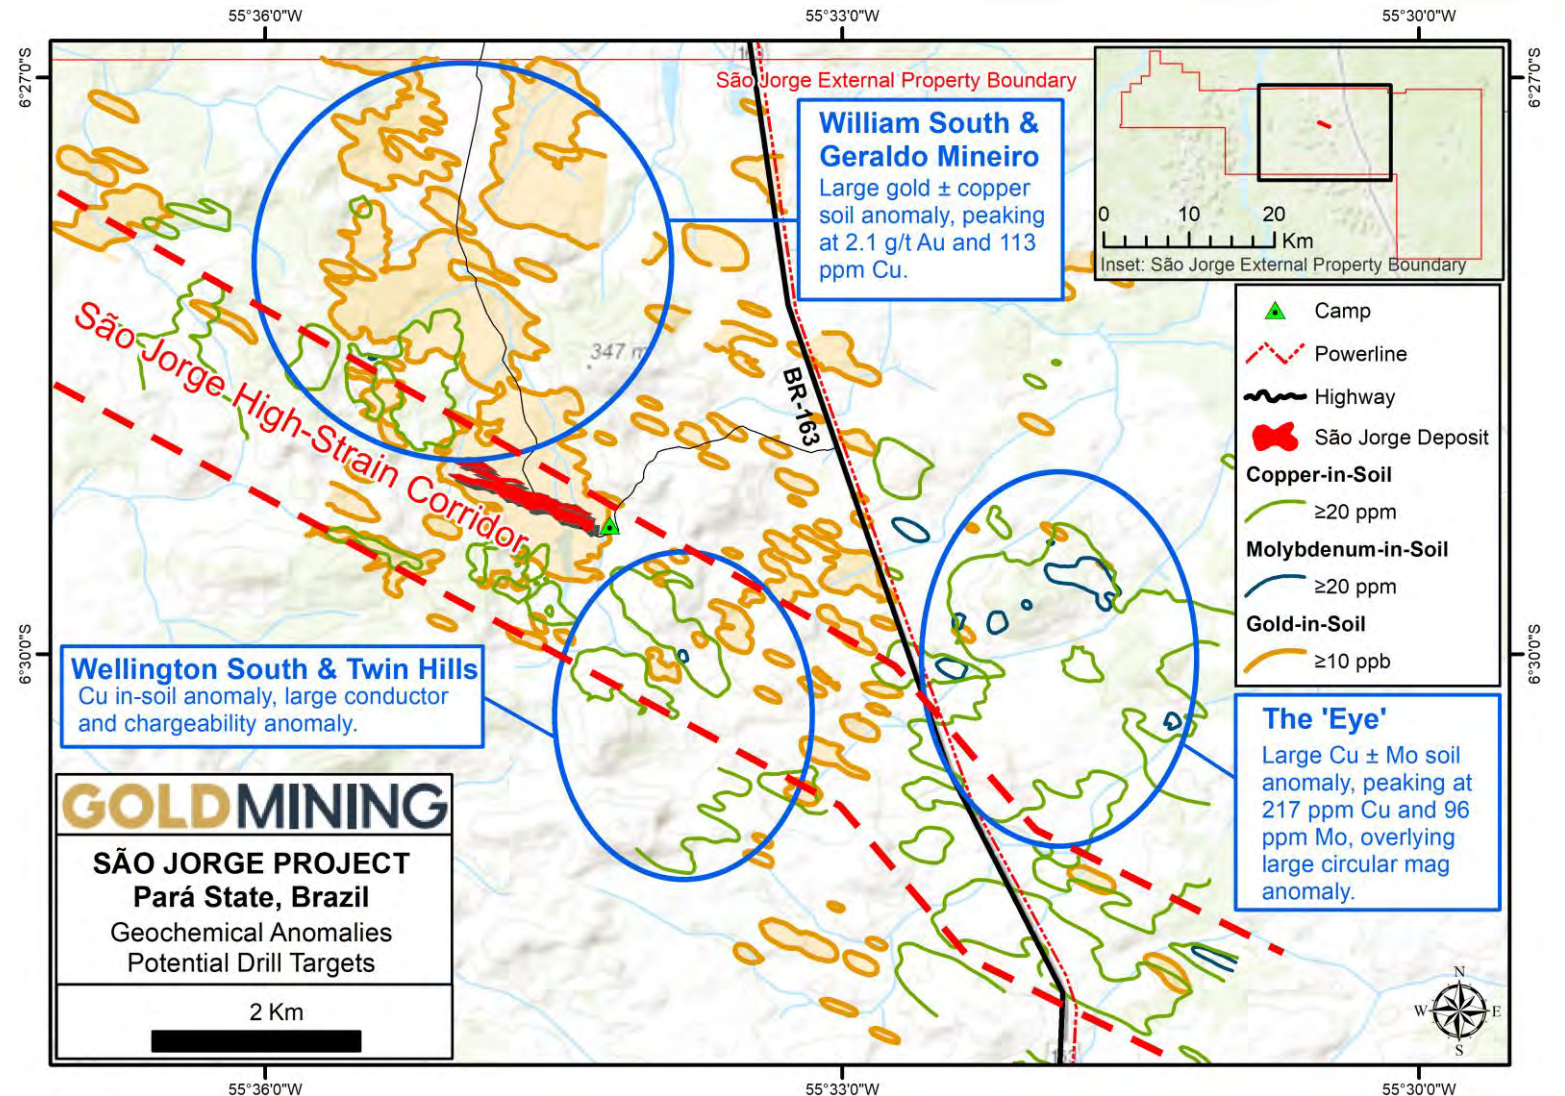 55°36'0"W
55°33'0"W
55°30'0"W
6°27'0"S
6°27'0"S
São Jorge External Property Boundary
William South &
Geraldo Mineiro
Large gold ± copper
soil anomaly, peaking
at 2.1 g/t Au and 113
ppm Cu.
0 10 20
Km
Inset: São Jorge External Property Boundary
Camp
Powerline
Highway
São Jorge Deposit
Copper-in-Soil
≥20 ppm
Molybdenum-in-Soil
≥20 ppm
Gold-in-Soil
≥10 ppb
São Jorge High-Strain Corridor
347 m
BR-163
6°30'0"S
6°30'0"S
Wellington South & Twin Hills
Cu in-soil anomaly, large conductor
and chargeability anomaly.
The 'Eye'
Large Cu ± Mo soil
anomaly, peaking at
217 ppm Cu and 96
ppm Mo, overlying
large circular mag
anomaly.
GOLDMINING
SÃO JORGE PROJECT
Pará State, Brazil
Geochemical Anomalies
Potential Drill Targets
2 Km
N
W E
S
55°36'0"W
55°33'0"W
55°30'0"W